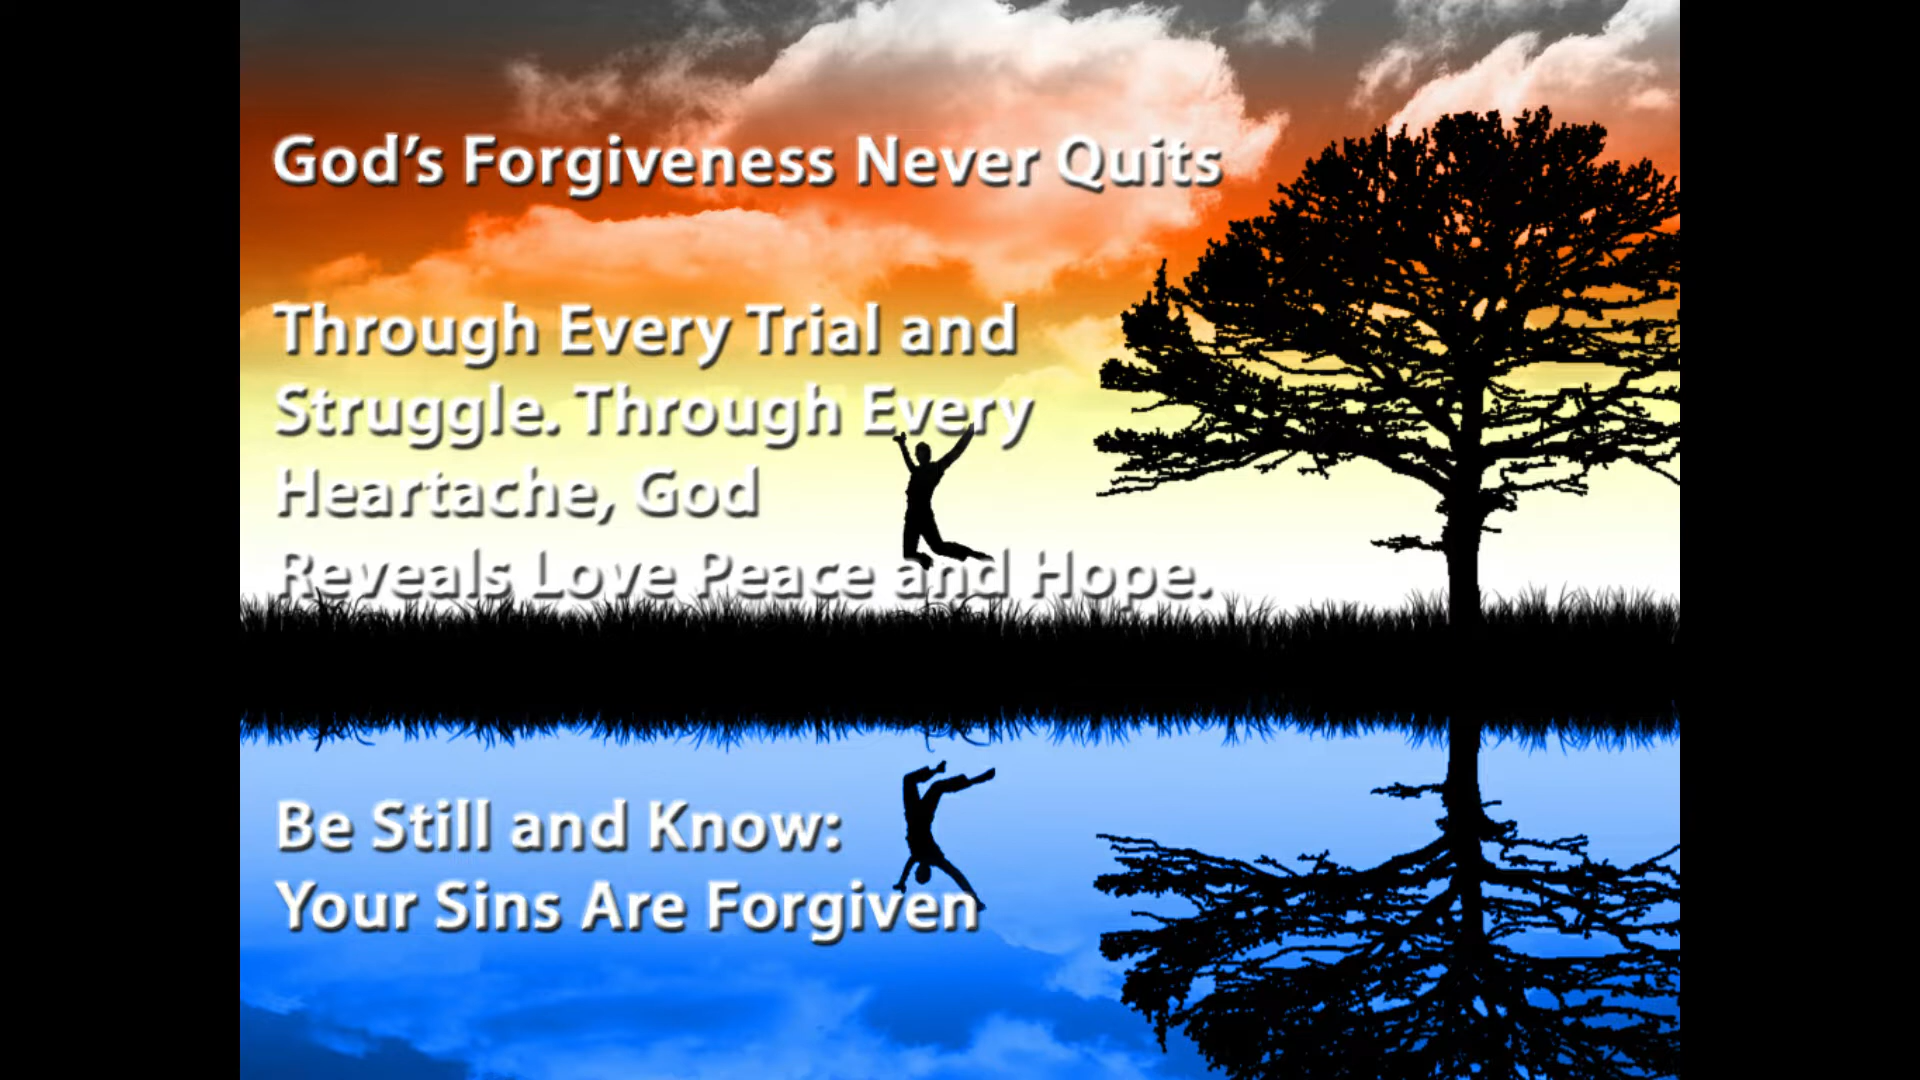 God’s Forgiveness Never Quits
Through Every Trial and
Struggle. Through Every
Heartache, God
Reveals Love Peace and Hope.
Be Still and Know:
Your Sins Are Forgiven